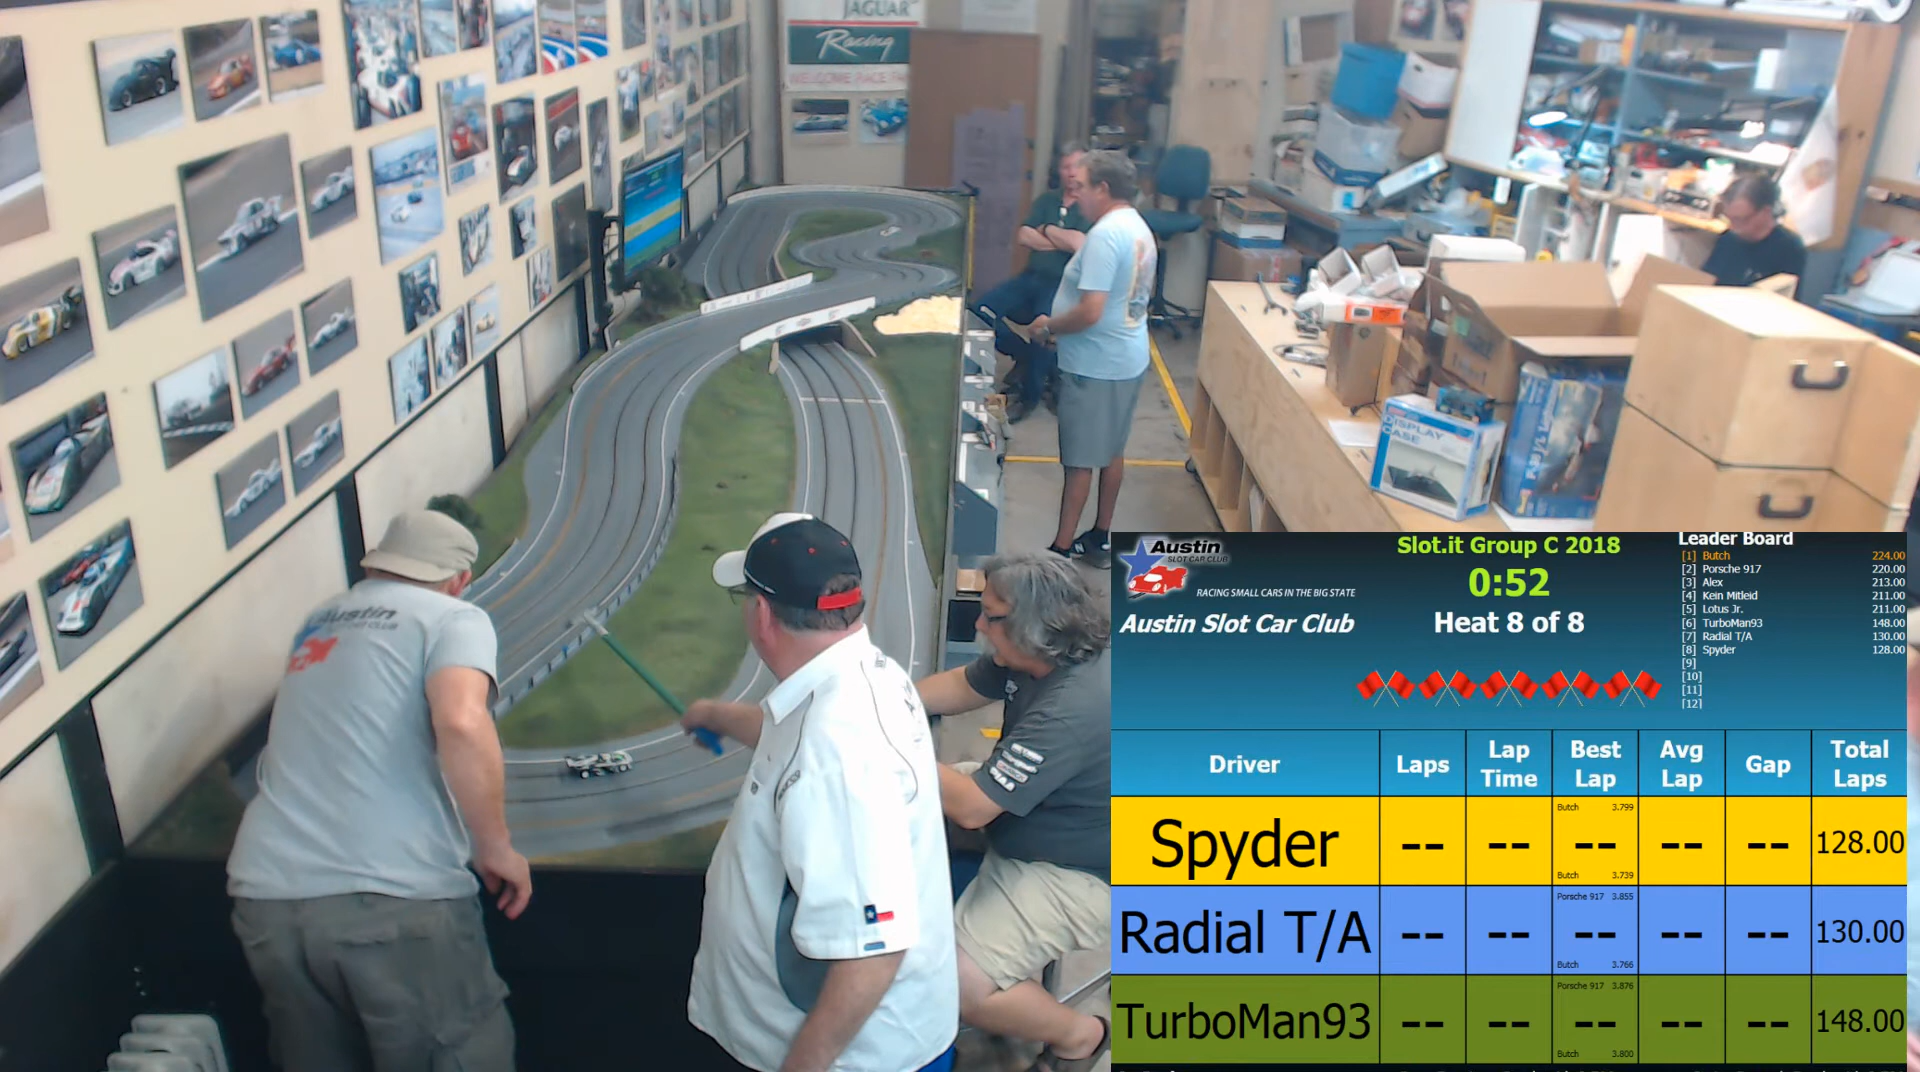 JAGUAR
Racing
WELCOME RACE FA
Austin
DISPLAY
CASE
Austin
SLOT CAR CLUB
RACING SMALL CARS IN THE BIG STATE
Austin Slot Car Club
Slot.it Group C 2018
0:52
Heat 8 of 8
Leader Board
[1] Butch 224.00
[2] Porsche 917 220.00
[3] Alex 213.00
[4] Kein Mitleid 211.00
[5] Lotus Jr. 211.00
[6] TurboMan93 148.00
[7] Radial T/A 130.00
[8] Spyder 128.00
[9]
[10]
[11]
[12]
Driver Laps Lap Time Best Lap Avg Lap Gap Total Laps
Butch 3.799
Spyder -- -- -- -- -- 128.00
Butch 3.739
Porsche 917 3.855
Radial T/A -- -- -- -- -- 130.00
Butch 3.766
Porsche 917 3.876
TurboMan93 -- -- -- -- -- 148.00
Butch 3.800